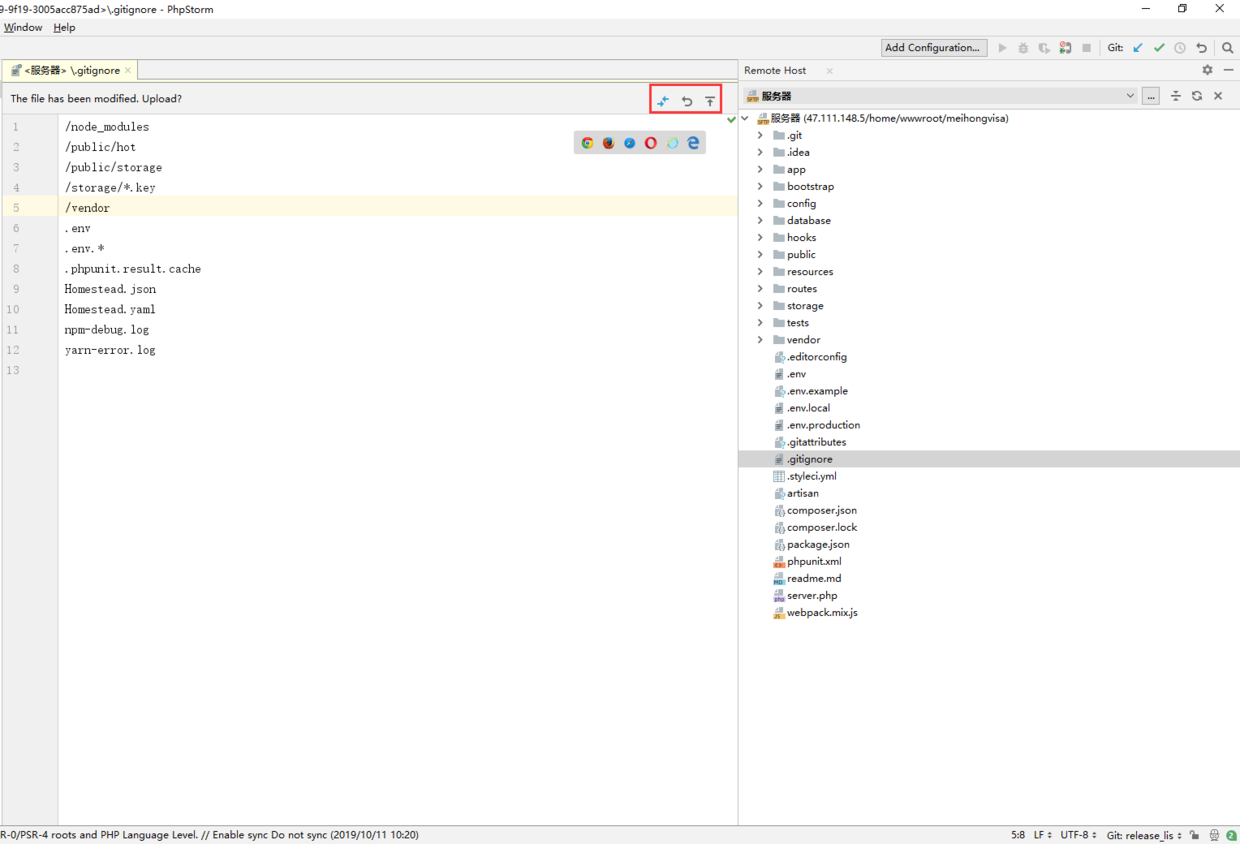 9-9f19-3005acc875ad>\.gitignore - PhpStorm
Window Help
Add Configuration... Git:
<服务器> \.gitignore
Remote Host
The file has been modified. Upload?
服务器 ...
1 /node_modules
2 /public/hot
3 /public/storage
4 /storage/*.key
5 /vendor
6 .env
7 .env.*
8 .phpunit.result.cache
9 Homestead.json
10 Homestead.yaml
11 npm-debug.log
12 yarn-error.log
13
服务器 (47.111.148.5/home/wwwroot/meihongvisa)
.git
.idea
app
bootstrap
config
database
hooks
public
resources
routes
storage
tests
vendor
.editorconfig
.env
.env.example
.env.local
.env.production
.gitattributes
.gitignore
.styleci.yml
artisan
composer.json
composer.lock
package.json
phpunit.xml
readme.md
server.php
webpack.mix.js
R-0/PSR-4 roots and PHP Language Level. // Enable sync Do not sync (2019/10/11 10:20)
5:8 LF UTF-8 Git: release_lis 2